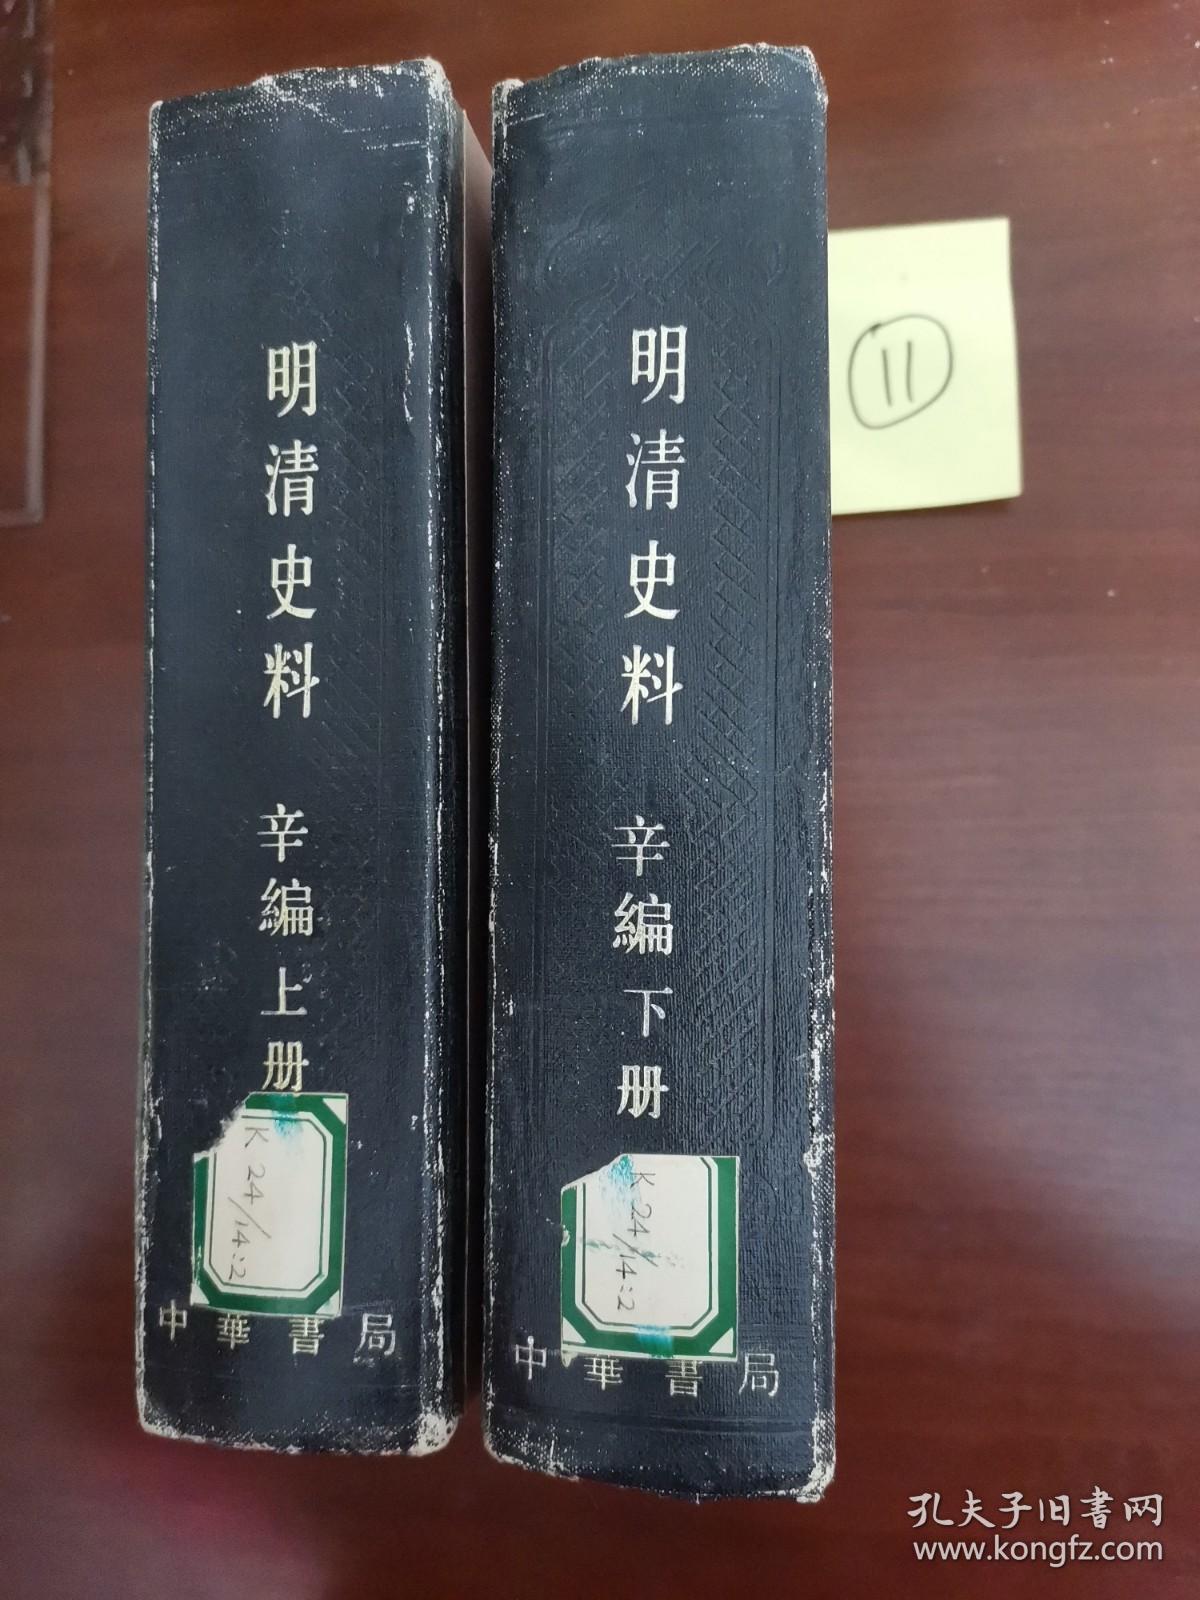 明清史料 辛編上册
K 24/14:2
中華書局
明清史料 辛編下册
K 24/14:2
中華書局
11
孔夫子旧書网
www.kongfz.com